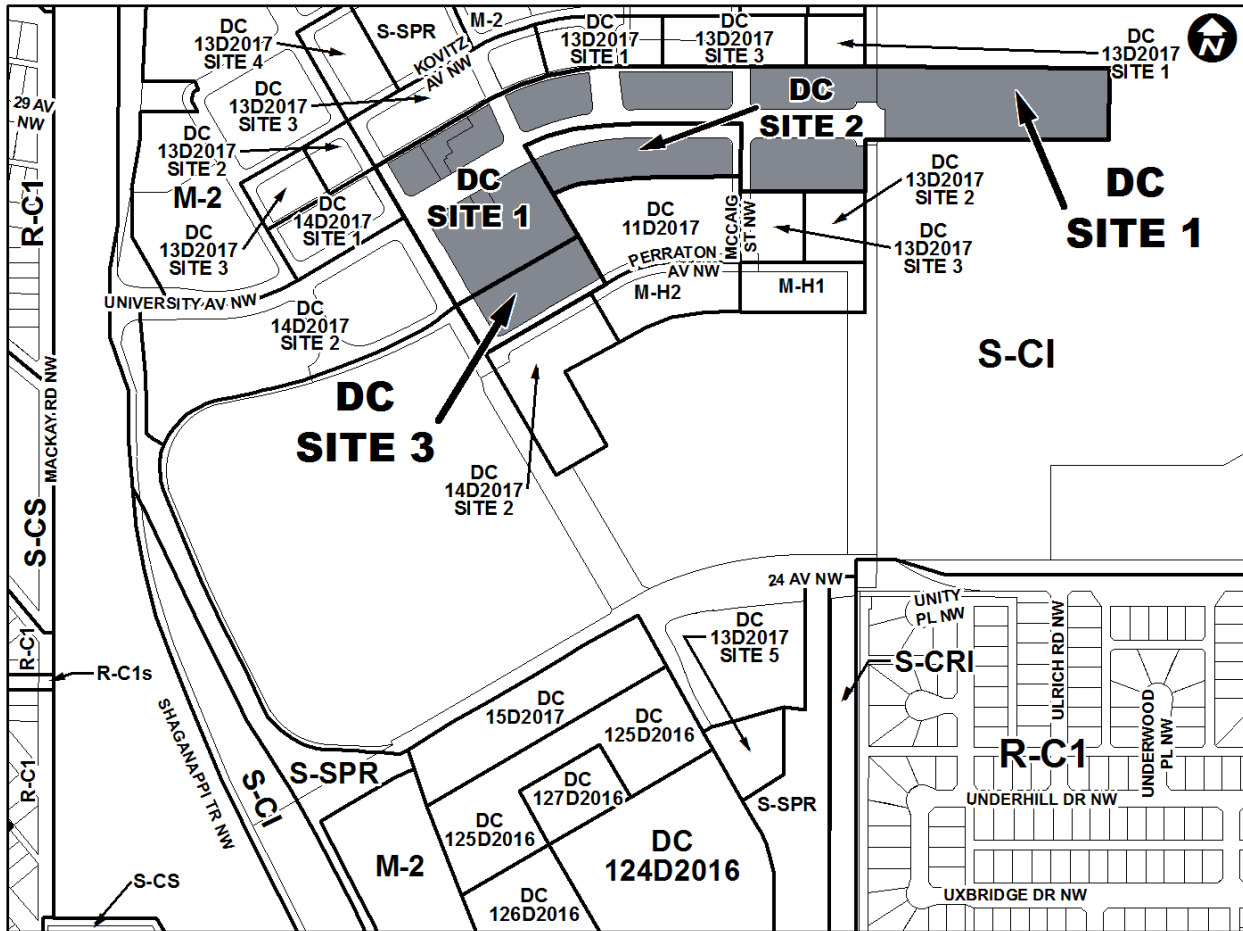 DC
13D2017
SITE 4
S-SPR
M-2
DC
13D2017
SITE 1
DC
13D2017
SITE 3
DC
13D2017
SITE 1
N
KOVITZ
AV NW
29 AV
NW
DC
13D2017
SITE 3
DC
13D2017
SITE 2
DC
SITE 2
R-C1
M-2
DC
13D2017
SITE 3
DC
14D2017
SITE 1
DC
SITE 1
DC
11D2017
MCCAIG
ST NW
DC
13D2017
SITE 2
DC
13D2017
SITE 3
DC
SITE 1
PERRATON
AV NW
M-H2
M-H1
UNIVERSITY AV NW
DC
14D2017
SITE 2
S-CI
MACKAY RD NW
DC
SITE 3
DC
14D2017
SITE 2
S-CS
24 AV NW
UNITY
PL NW
ULRICH RD NW
DC
13D2017
SITE 5
S-CRI
R-C1
R-C1s
UNDERWOOD
PL NW
R-C1
DC
15D2017
DC
125D2016
R-C1
SHAGANAPPI TR NW
S-CI
S-SPR
DC
127D2016
S-SPR
UNDERHILL DR NW
DC
125D2016
M-2
DC
124D2016
S-CS
DC
126D2016
UXBRIDGE DR NW